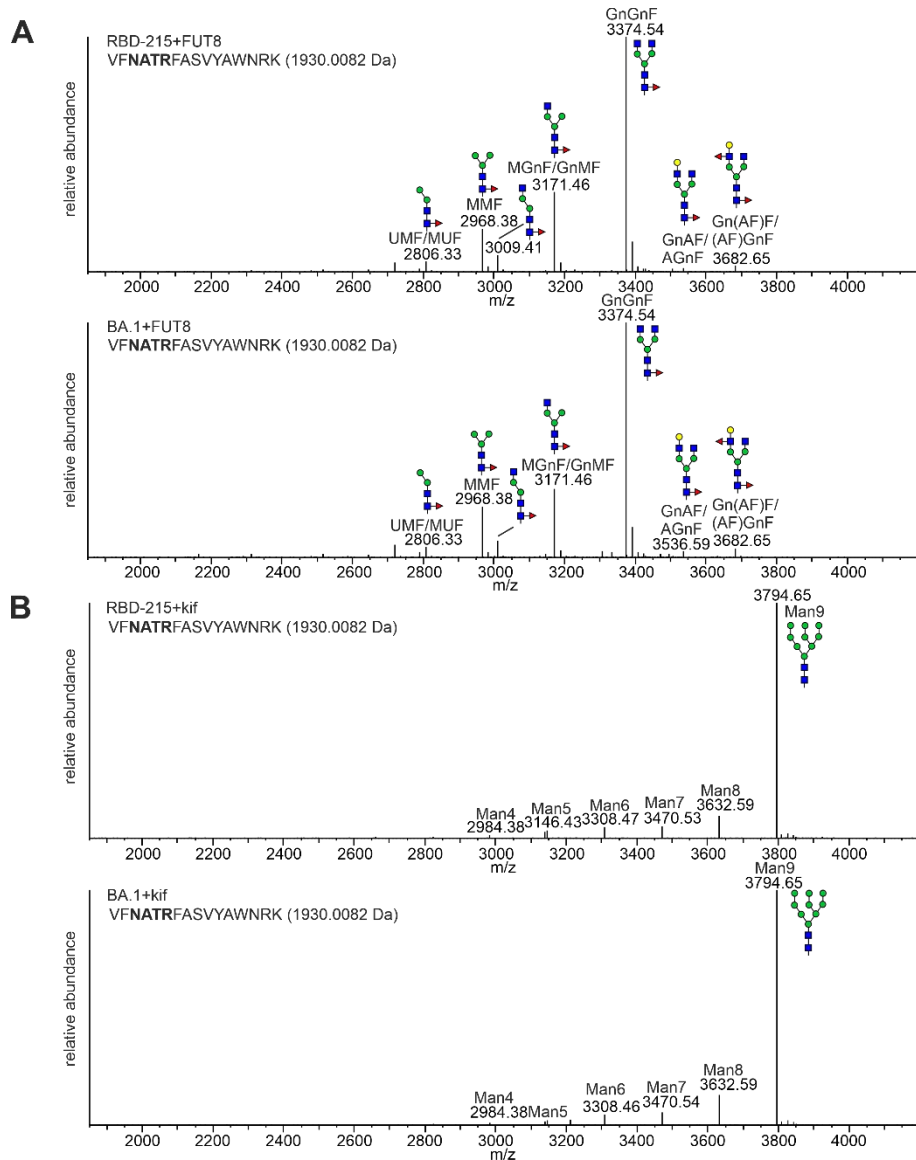 A
RBD-215+FUT8
VFNATRFASVYAWNRK (1930.0082 Da)
relative abundance
GnGnF
3374.54
MGnF/GnMF
3171.46
MMF
2968.38
3009.41
UMF/MUF
2806.33
GnAF/
AGnF
Gn(AF)F/
(AF)GnF
3682.65
2000 2200 2400 2600 2800 3000 3200 3400 3600 3800 4000
m/z
BA.1+FUT8
VFNATRFASVYAWNRK (1930.0082 Da)
relative abundance
GnGnF
3374.54
MGnF/GnMF
3171.46
MMF
2968.38
UMF/MUF
2806.33
GnAF/
AGnF
3536.59
Gn(AF)F/
(AF)GnF
3682.65
2000 2200 2400 2600 2800 3000 3200 3400 3600 3800 4000
m/z
B
RBD-215+kif
VFNATRFASVYAWNRK (1930.0082 Da)
relative abundance
3794.65
Man9
Man4
2984.38
Man5
3146.43
Man6
3308.47
Man7
3470.53
Man8
3632.59
2000 2200 2400 2600 2800 3000 3200 3400 3600 3800 4000
m/z
BA.1+kif
VFNATRFASVYAWNRK (1930.0082 Da)
relative abundance
Man9
3794.65
Man4
2984.38
Man5
Man6
3308.46
Man7
3470.54
Man8
3632.59
2000 2200 2400 2600 2800 3000 3200 3400 3600 3800 4000
m/z